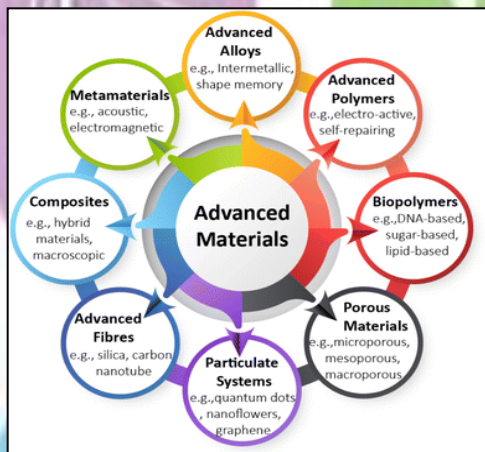 Advanced
Alloys
e.g., Intermetallic,
shape memory
Advanced
Polymers
e.g.,electro-active,
self-repairing
Biopolymers
e.g.,DNA-based,
sugar-based,
lipid-based
Porous
Materials
e.g.,microporous,
mesoporous,
macroporous
Particulate
Systems
e.g.,quantum dots
, nanoflowers,
graphene
Advanced
Fibres
e.g., silica, carbon
nanotube
Composites
e.g., hybrid
materials,
macroscopic
Metamaterials
e.g., acoustic,
electromagnetic
Advanced
Materials